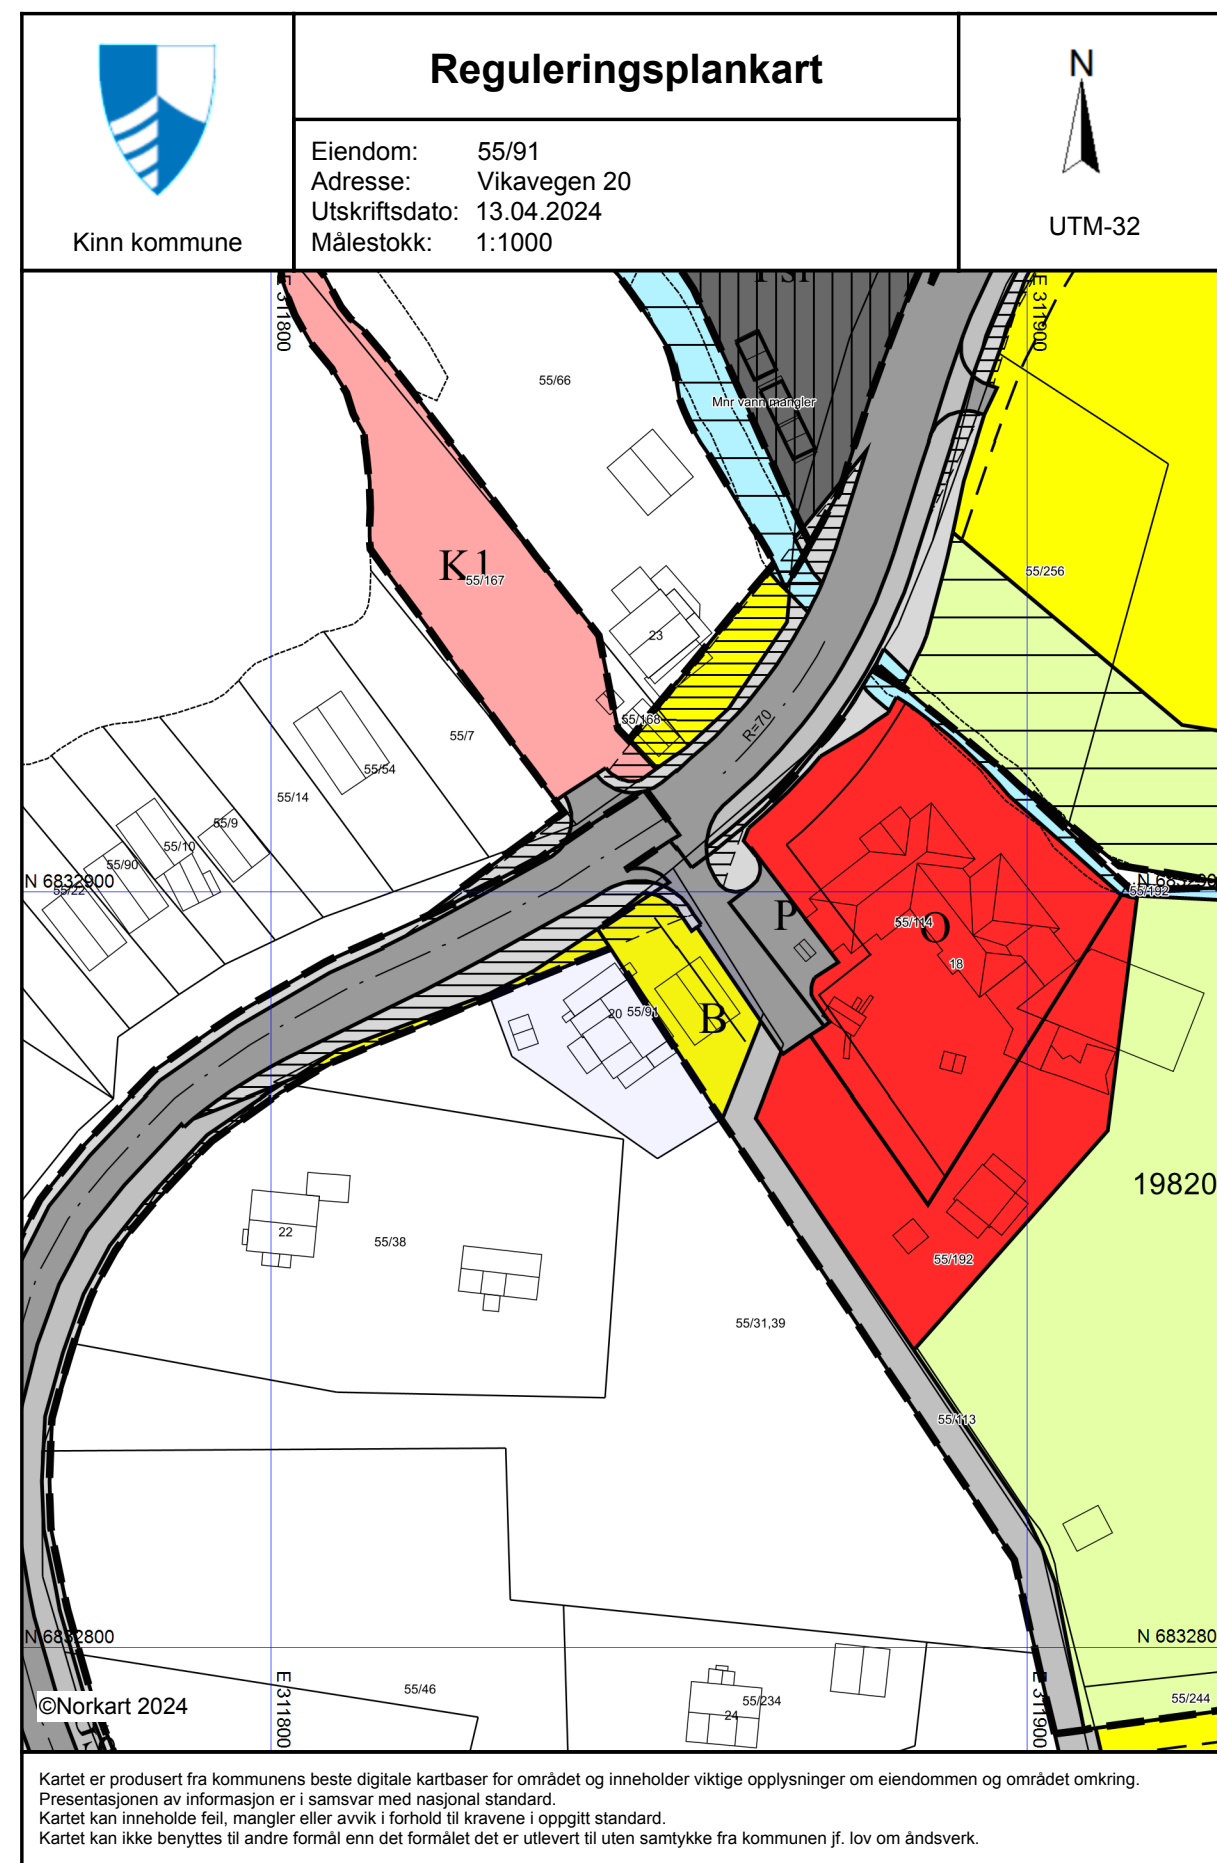 Reguleringsplankart
Eiendom: 55/91
Adresse: Vikavegen 20
Utskriftsdato: 13.04.2024
Målestokk: 1:1000
Kinn kommune
N
UTM-32
E 311800
E 311900
55/66
Mnr vann mangler
K1
55/167
55/256
23
55/168
R=70
55/7
55/54
55/14
55/9
55/10
55/90
55/22
N 6832900
55/192
P
55/114
O
18
20
55/91
B
19820
22
55/38
55/192
55/31,39
55/113
N 6832800
N 683280
55/46
55/234
24
55/244
E 311800
E 311900
©Norkart 2024
Kartet er produsert fra kommunens beste digitale kartbaser for området og inneholder viktige opplysninger om eiendommen og området omkring.
Presentasjonen av informasjon er i samsvar med nasjonal standard.
Kartet kan inneholde feil, mangler eller avvik i forhold til kravene i oppgitt standard.
Kartet kan ikke benyttes til andre formål enn det formålet det er utlevert til uten samtykke fra kommunen jf. lov om åndsverk.